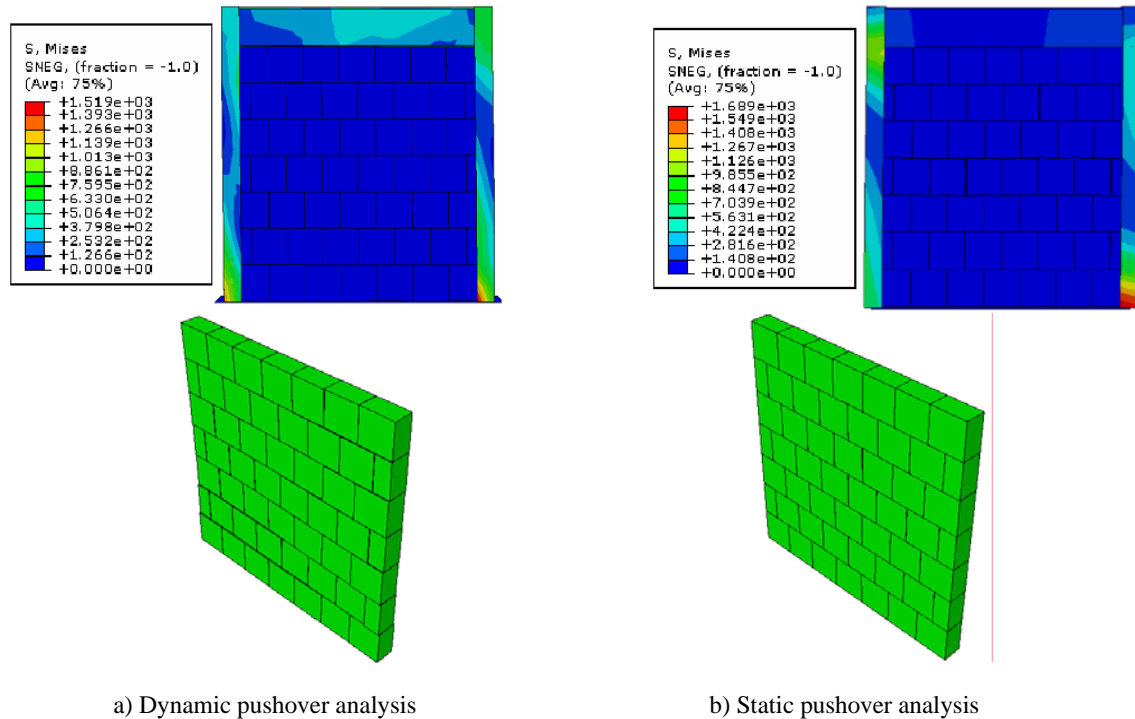 S, Mises
SNEG, (fraction = -1.0)
(Avg: 75%)
+1.519e+03
+1.393e+03
+1.266e+03
+1.139e+03
+1.013e+03
+8.861e+02
+7.595e+02
+6.330e+02
+5.064e+02
+3.798e+02
+2.532e+02
+1.266e+02
+0.000e+00
S, Mises
SNEG, (fraction = -1.0)
(Avg: 75%)
+1.689e+03
+1.549e+03
+1.408e+03
+1.267e+03
+1.126e+03
+9.855e+02
+8.447e+02
+7.039e+02
+5.631e+02
+4.224e+02
+2.816e+02
+1.408e+02
+0.000e+00
a) Dynamic pushover analysis
b) Static pushover analysis